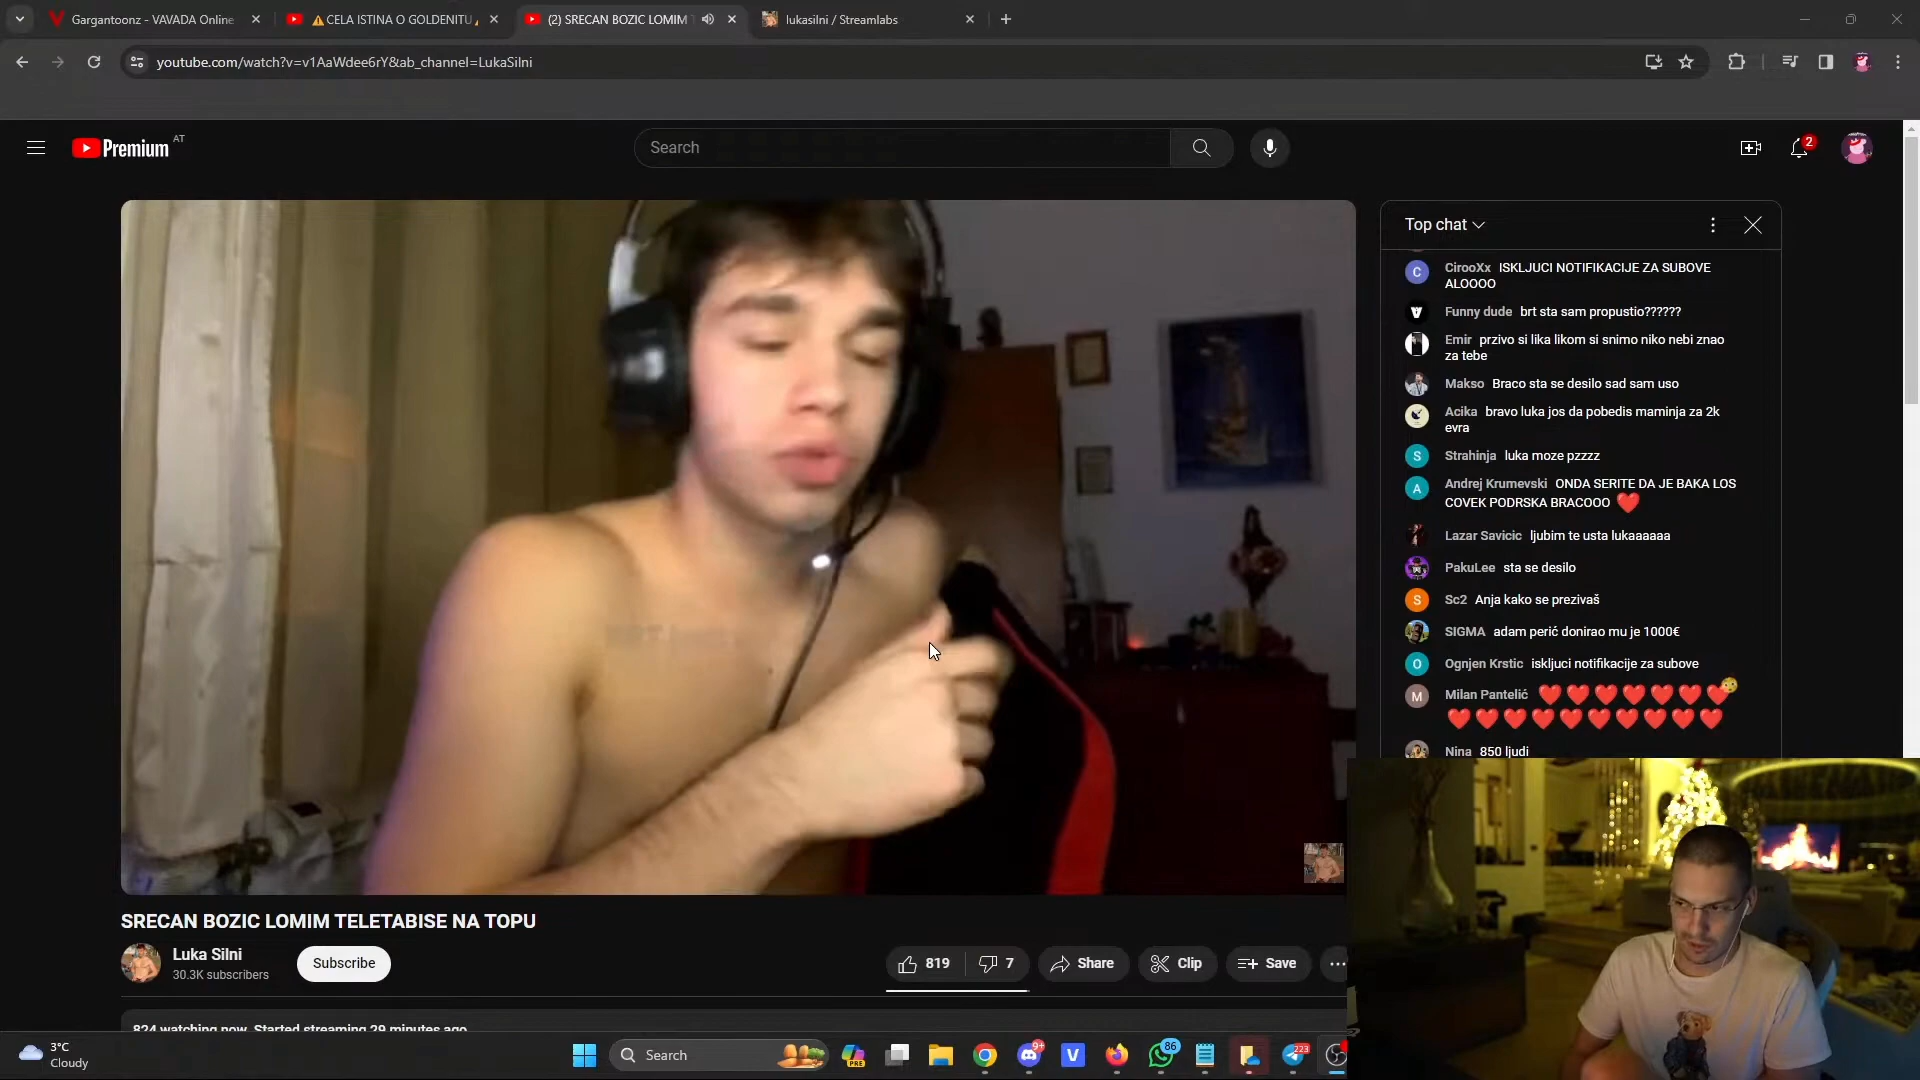 Gargantoonz - VAVADA Online
⚠CELA ISTINA O GOLDENITU
(2) SRECAN BOZIC LOMIM
lukasilni / Streamlabs
youtube.com/watch?v=v1AaWdee6rY&ab_channel=LukaSilni
Premium AT
Search
2
Top chat
CirooXx ISKLJUCI NOTIFIKACIJE ZA SUBOVE
ALOOOO
Funny dude brt sta sam propustio??????
Emir przivo si lika likom si snimo niko nebi znao
za tebe
Makso Braco sta se desilo sad sam uso
Acika bravo luka jos da pobedis maminja za 2k
evra
Strahinja luka moze pzzzz
Andrej Krumevski ONDA SERITE DA JE BAKA LOS
COVEK PODRSKA BRACOOO ❤️
Lazar Savicic ljubim te usta lukaaaaaa
PakuLee sta se desilo
Sc2 Anja kako se prezivaš
SIGMA adam perić donirao mu je 1000€
Ognjen Krstic iskljuci notifikacije za subove
Milan Pantelić ❤️❤️❤️❤️❤️❤️❤️
❤️❤️❤️❤️❤️❤️❤️❤️❤️❤️
Nina 850 ljudi
SRECAN BOZIC LOMIM TELETABISE NA TOPU
Luka Silni
30.3K subscribers
Subscribe
819
7
Share
Clip
Save
824 watching now Started streaming 29 minutes ago
3°C
Cloudy
Search
PRE
9+
86
223